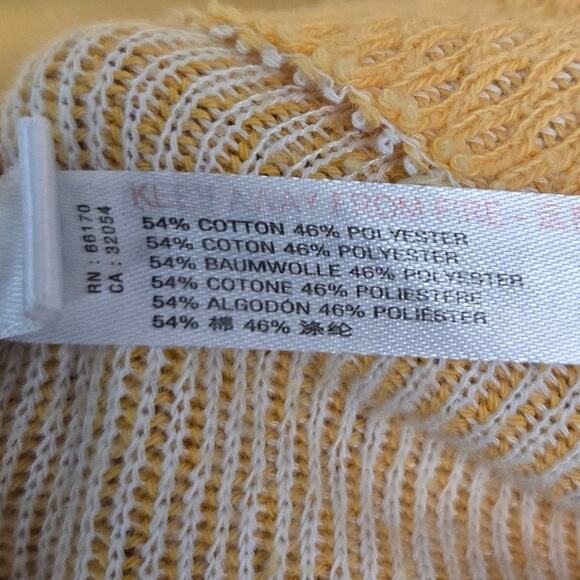 KEEP AWAY FROM FIRE -
54% COTTON 46% POLYESTER
54% COTON 46% POLYESTER
54% BAUMWOLLE 46% POLYESTER
54% COTONE 46% POLIESTERE
54% ALGODÓN 46% POLIÉSTER
54% 棉 46% 涤纶
RN : 66170
CA : 32054